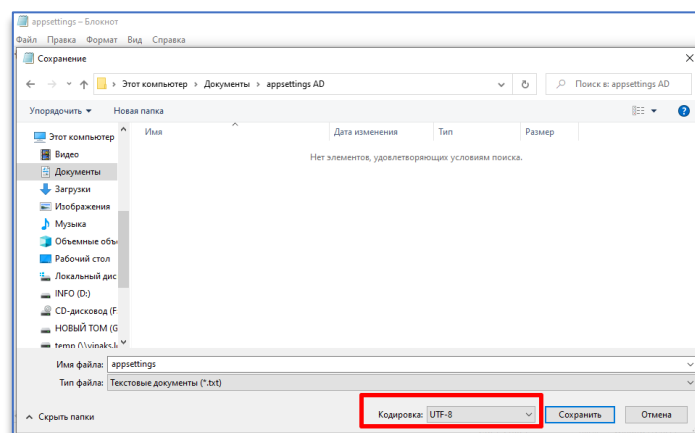 appsettings – Блокнот
Файл Правка Формат Вид Справка
Сохранение
Этот компьютер > Документы > appsettings AD
Поиск в: appsettings AD
Упорядочить Новая папка
Имя Дата изменения Тип Размер
Нет элементов, удовлетворяющих условиям поиска.
Этот компьютер
Видео
Документы
Загрузки
Изображения
Музыка
Объемные объ
Рабочий стол
Локальный дис
INFO (D:)
CD-дисковод (F
НОВЫЙ ТОМ (G
Имя файла: appsettings
Тип файла: Текстовые документы (*.txt)
Скрыть папки
Кодировка: UTF-8
Сохранить
Отмена